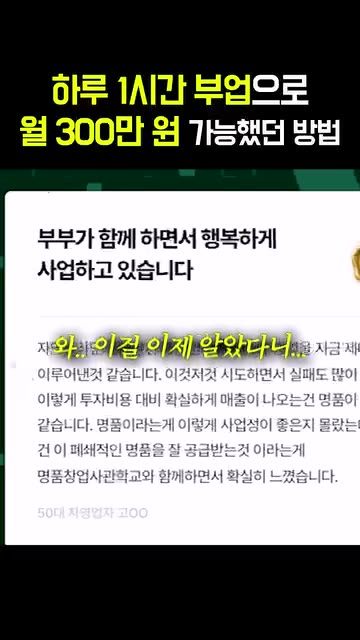 하루 1시간 부업으로
월 300만 원 가능했던 방법
부부가 함께 하면서 행복하게
사업하고 있습니다
와.. 이걸 이제 알았다니...
이루어낸것 같습니다. 이것저것 시도하면서 실패도 많이
이렇게 투자비용 대비 확실하게 매출이 나오는건 명품이
같습니다. 명품이라는게 이렇게 사업성이 좋은지 몰랐는데
건 이 폐쇄적인 명품을 잘 공급받는것 이라는게
명품창업사관학교와 함께하면서 확실히 느꼈습니다.
50대 자영업자 고OO